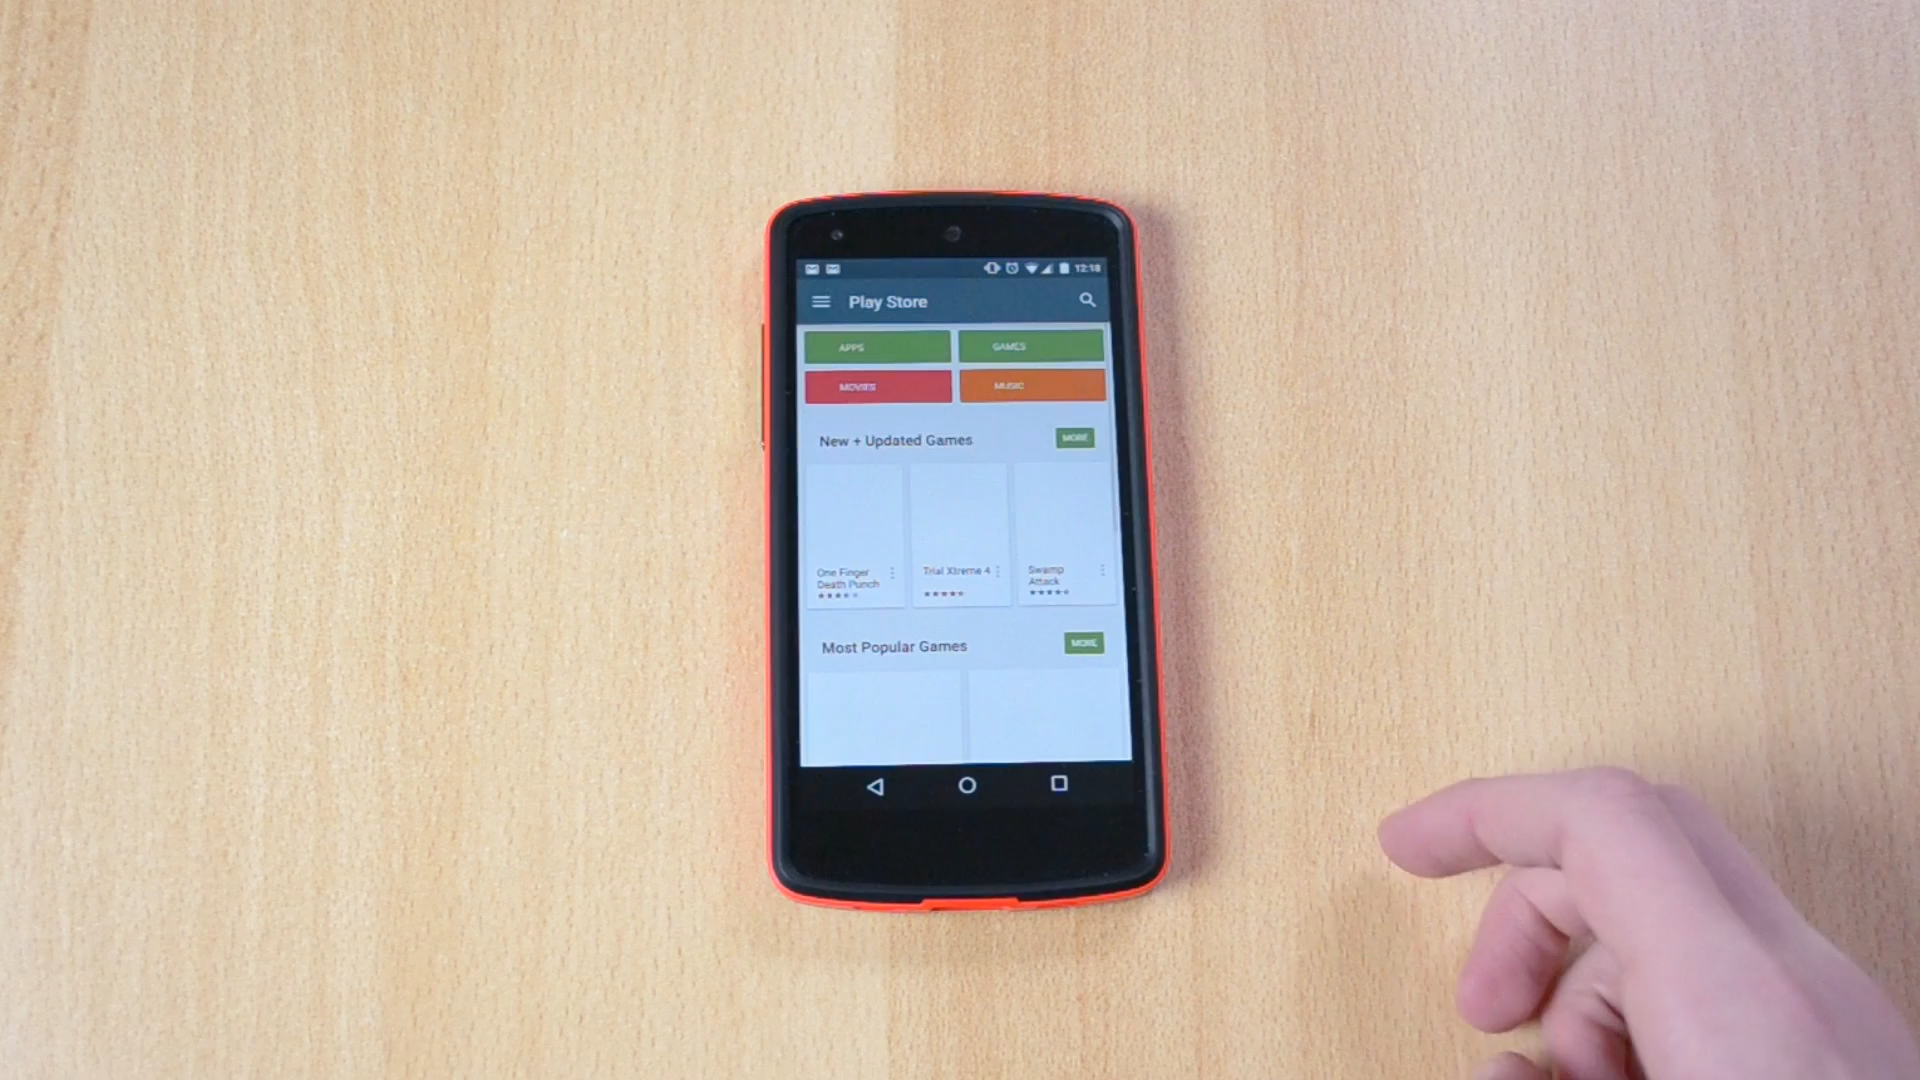 12:18
Play Store
APPS
GAMES
MOVIES
MUSIC
New + Updated Games
MORE
One Finger
Death Punch
Trial Xtreme 4
Swamp
Attack
Most Popular Games
MORE